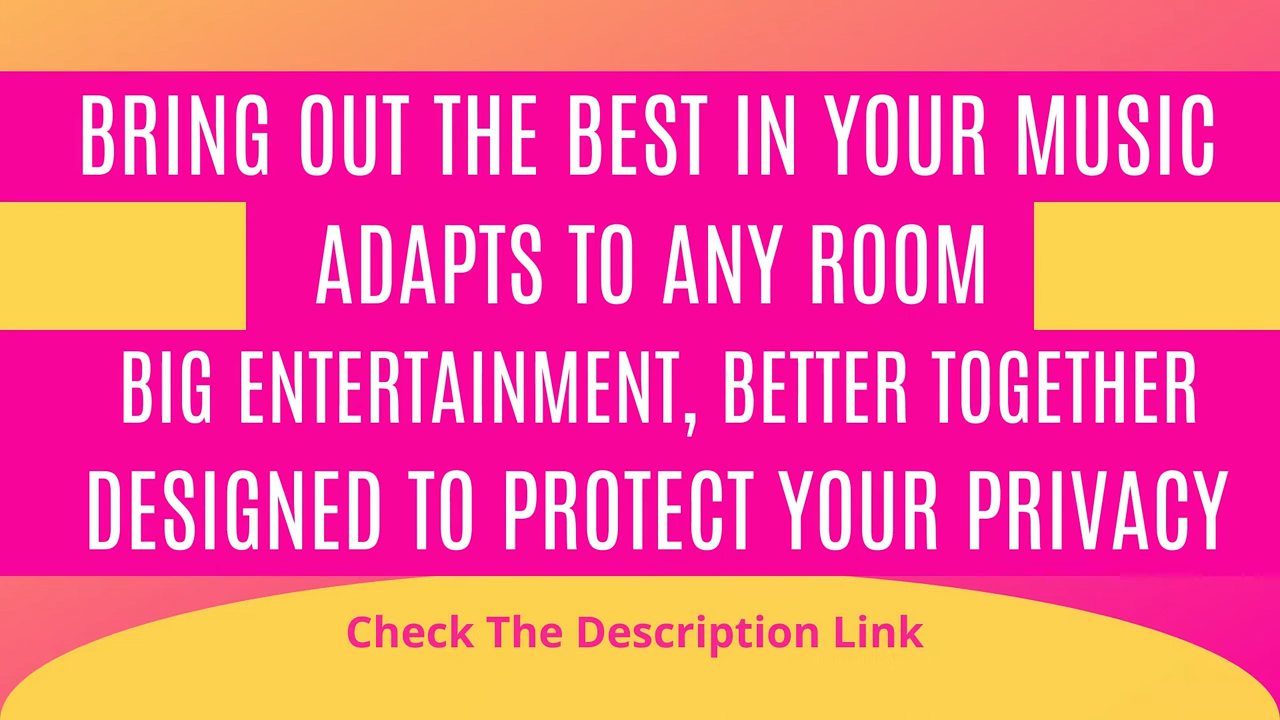 BRING OUT THE BEST IN YOUR MUSIC
ADAPTS TO ANY ROOM
BIG ENTERTAINMENT, BETTER TOGETHER
DESIGNED TO PROTECT YOUR PRIVACY
Check The Description Link